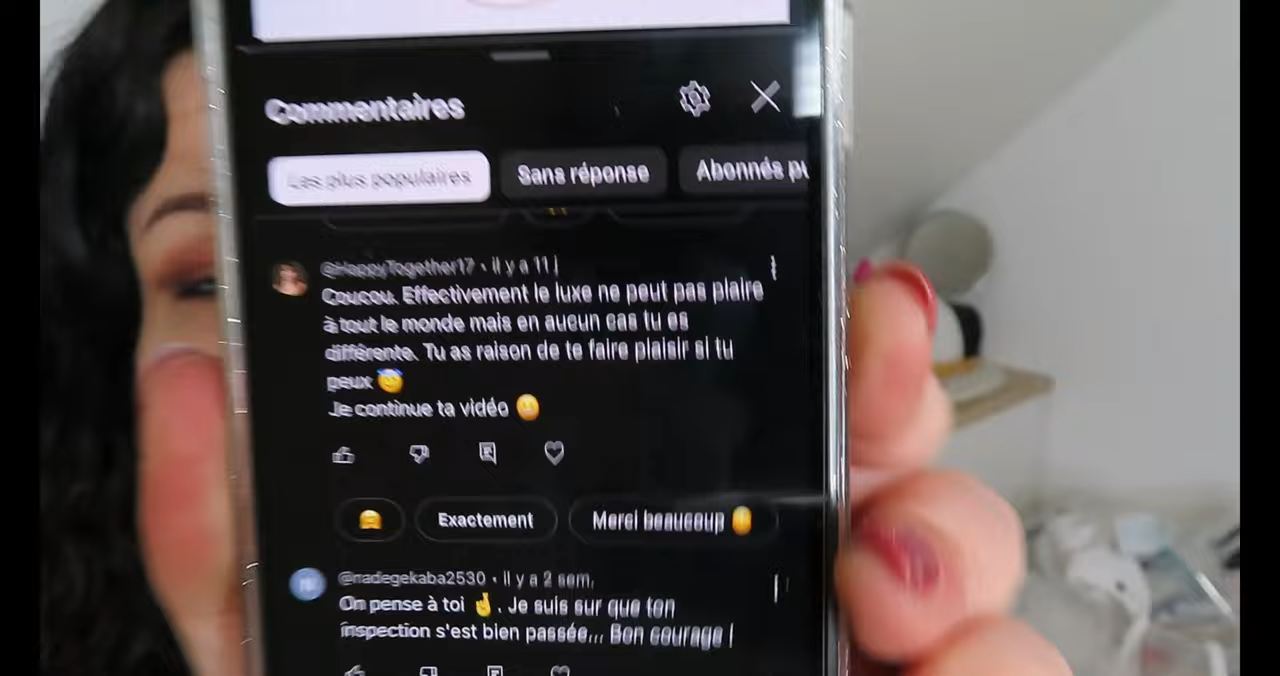 Commentaires
Les plus populaires
Sans réponse
Abonnés pu
@HappyTogether17 • il y a 11 j
Coucou. Effectivement le luxe ne peut pas plaire
à tout le monde mais en aucun cas tu es
différente. Tu as raison de te faire plaisir si tu
peux 😇
Je continue ta vidéo
Exactement
Merci beaucoup
@nadegekaba2530 • il y a 2 sem.
On pense à toi 🤞. Je suis sur que ton
inspection s'est bien passée... Bon courage !